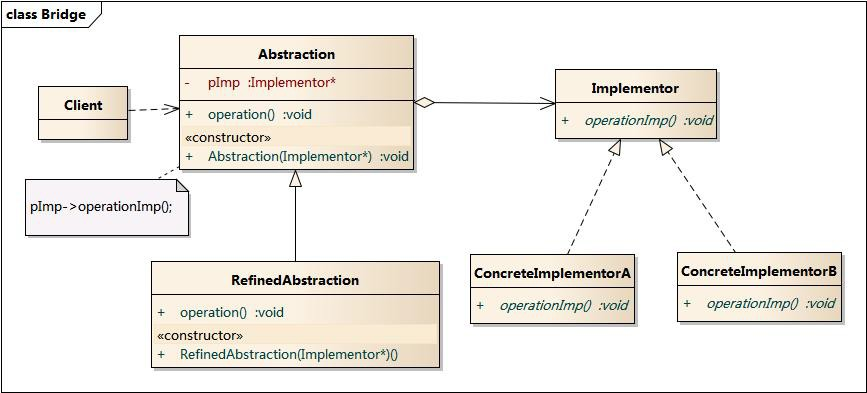 class Bridge
Client
Abstraction
- pImp :Implementor*
+ operation() :void
«constructor»
+ Abstraction(Implementor*) :void
pImp->operationImp();
Implementor
+ operationImp() :void
RefinedAbstraction
+ operation() :void
«constructor»
+ RefinedAbstraction(Implementor*)()
ConcreteImplementorA
+ operationImp() :void
ConcreteImplementorB
+ operationImp() :void